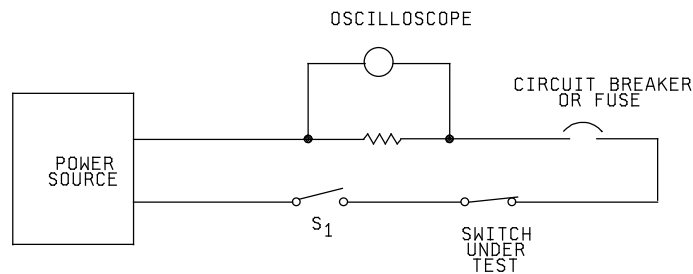 OSCILLOSCOPE
CIRCUIT BREAKER
OR FUSE
POWER
SOURCE
S1
SWITCH
UNDER
TEST